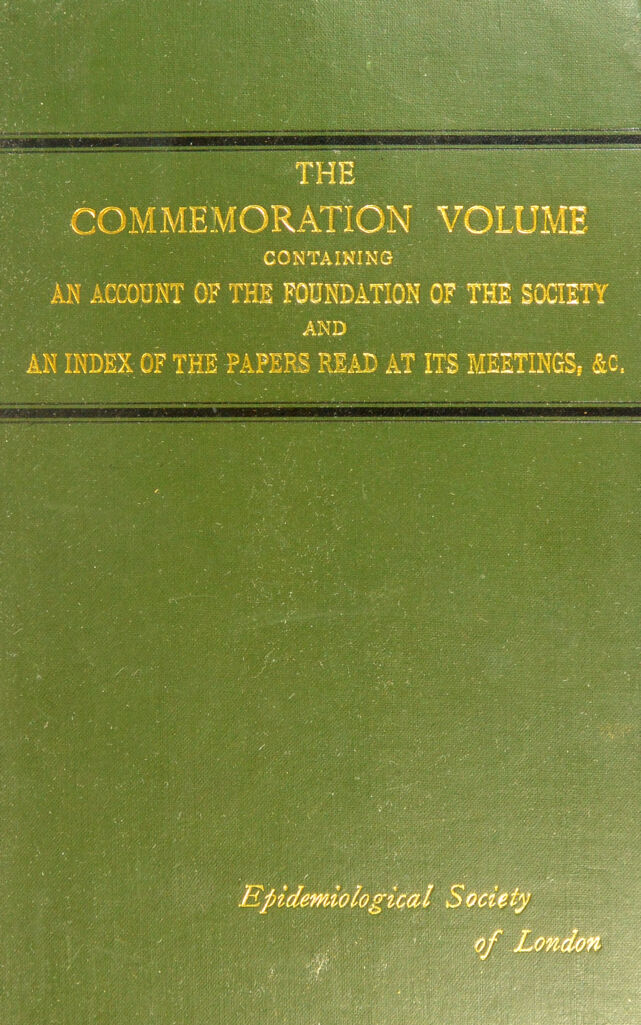 THE
COMMEMORATION VOLUME
CONTAINING
AN ACCOUNT OF THE FOUNDATION OF THE SOCIETY
AND
AN INDEX OF THE PAPERS READ AT ITS MEETINGS, &C.
Epidemiological Society
of London